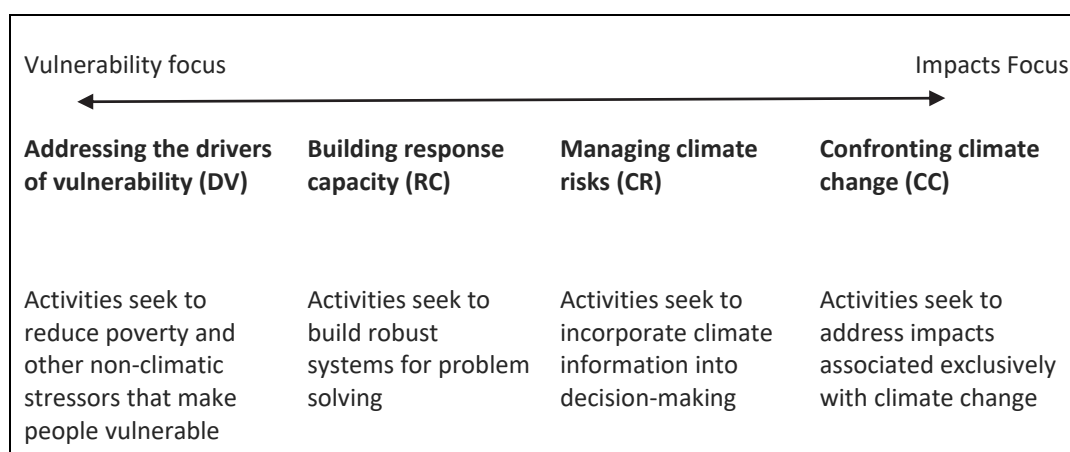 Vulnerability focus
Impacts Focus
Addressing the drivers
of vulnerability (DV)
Building response
capacity (RC)
Managing climate
risks (CR)
Confronting climate
change (CC)
Activities seek to
reduce poverty and
other non-climatic
stressors that make
people vulnerable
Activities seek to
build robust
systems for problem
solving
Activities seek to
incorporate climate
information into
decision-making
Activities seek to
address impacts
associated exclusively
with climate change